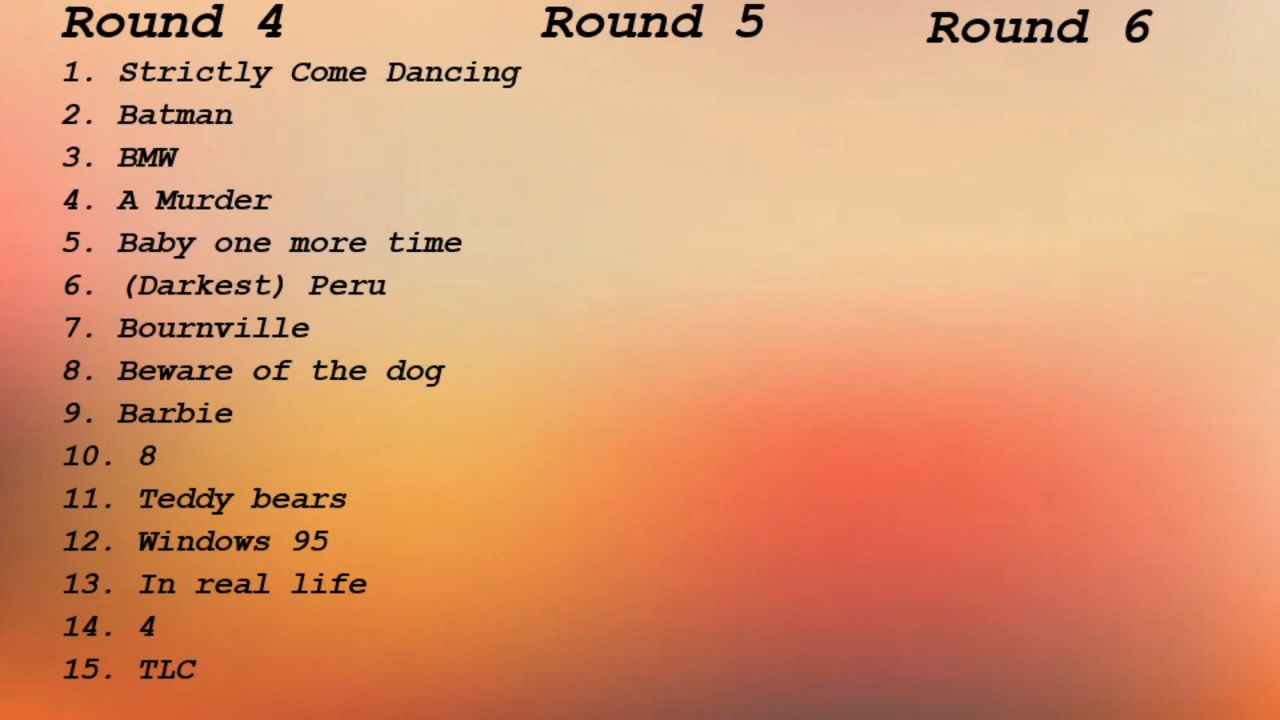 Round 4
Round 5
Round 6
1. Strictly Come Dancing
2. Batman
3. BMW
4. A Murder
5. Baby one more time
6. (Darkest) Peru
7. Bournville
8. Beware of the dog
9. Barbie
10. 8
11. Teddy bears
12. Windows 95
13. In real life
14. 4
15. TLC